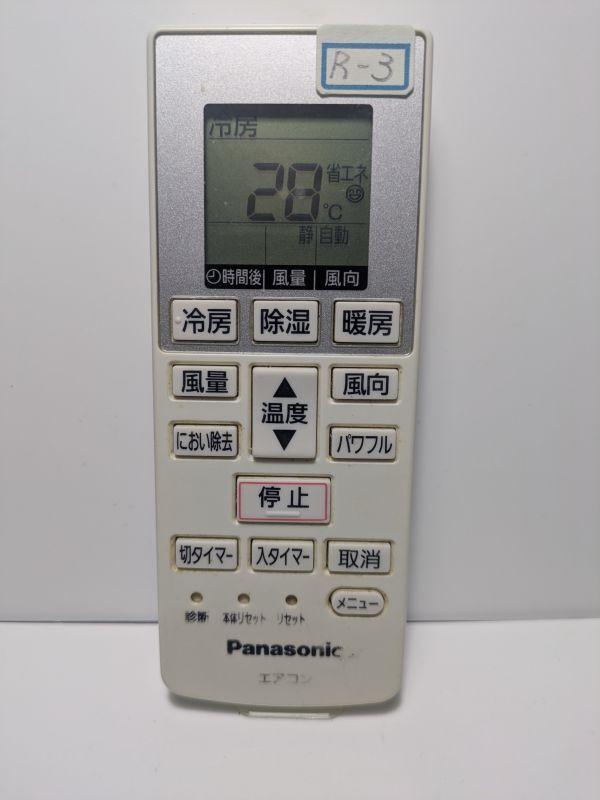 R-3
冷房
28℃
省エネ
静 自動
時間後 風量 風向
冷房 除湿 暖房
風量 温度 風向
におい除去 パワフル
停止
切タイマー 入タイマー 取消
メニュー
診断 本体リセット リセット
Panasonic
エアコン